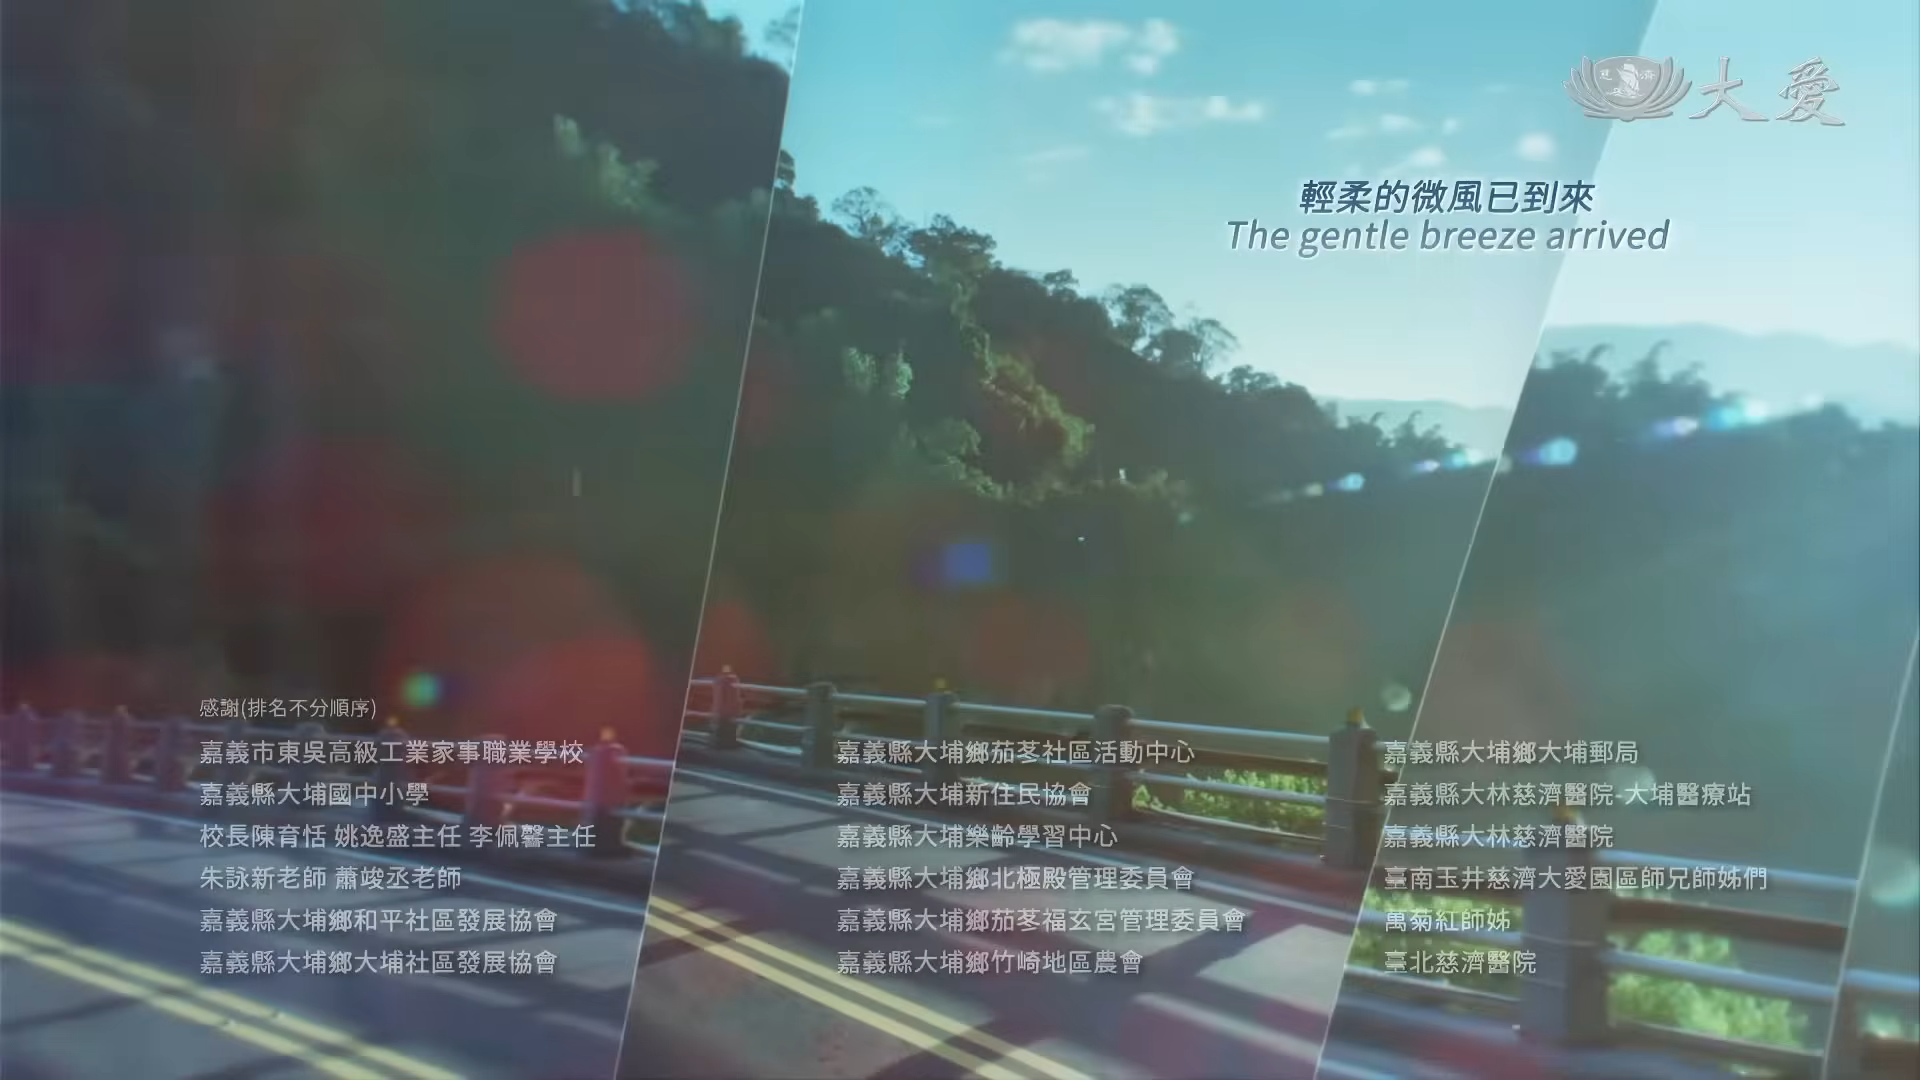 慈濟 大愛
輕柔的微風已到來
The gentle breeze arrived
感謝(排名不分順序)
嘉義市東吳高級工業家事職業學校
嘉義縣大埔國中小學
校長陳育恬 姚逸盛主任 李佩馨主任
朱詠新老師 蕭竣丞老師
嘉義縣大埔鄉和平社區發展協會
嘉義縣大埔鄉大埔社區發展協會
嘉義縣大埔鄉茄苳社區活動中心
嘉義縣大埔新住民協會
嘉義縣大埔樂齡學習中心
嘉義縣大埔鄉北極殿管理委員會
嘉義縣大埔鄉茄苳福玄宮管理委員會
嘉義縣大埔鄉竹崎地區農會
嘉義縣大埔鄉大埔郵局
嘉義縣大林慈濟醫院-大埔醫療站
嘉義縣大林慈濟醫院
臺南玉井慈濟大愛園區師兄師姊們
萬菊紅師姊
臺北慈濟醫院